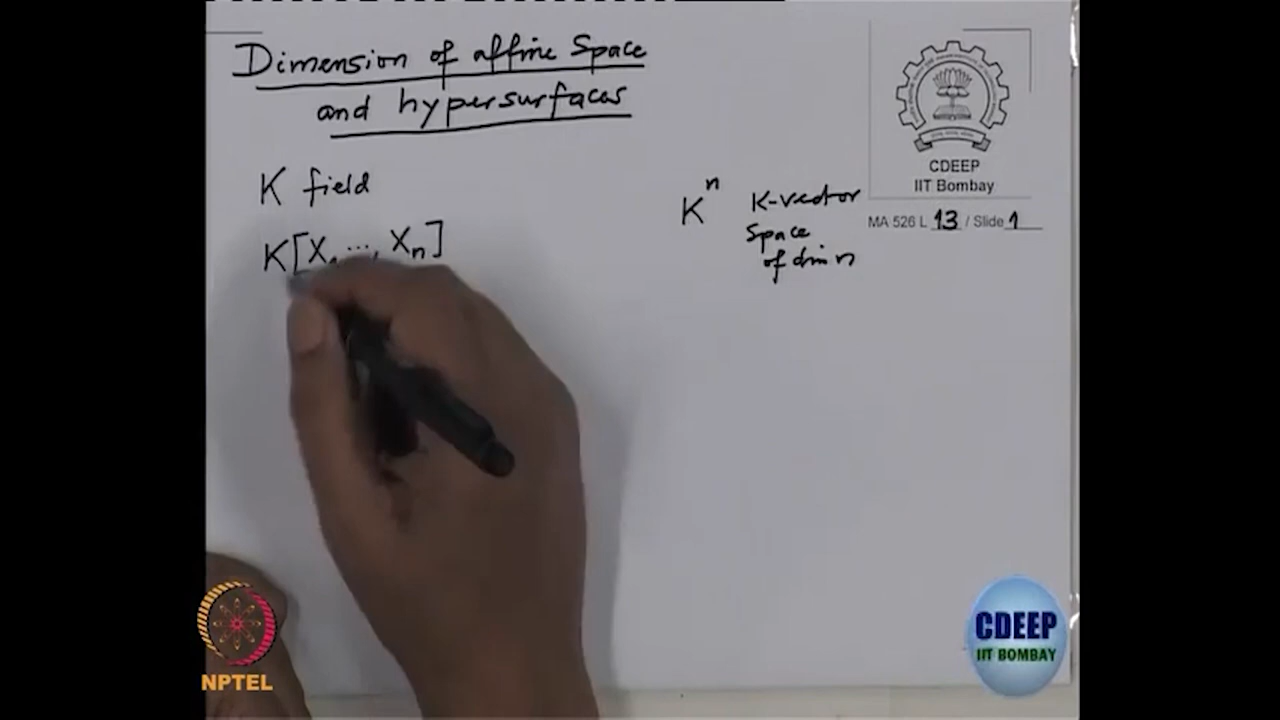 Dimension of affine Space
and hypersurfaces
K field
K[X1, ..., Xn]
K^n K-vector
Space
of dim n
CDEEP
IIT Bombay
MA 526 L 13 / Slide 1
NPTEL
CDEEP
IIT BOMBAY